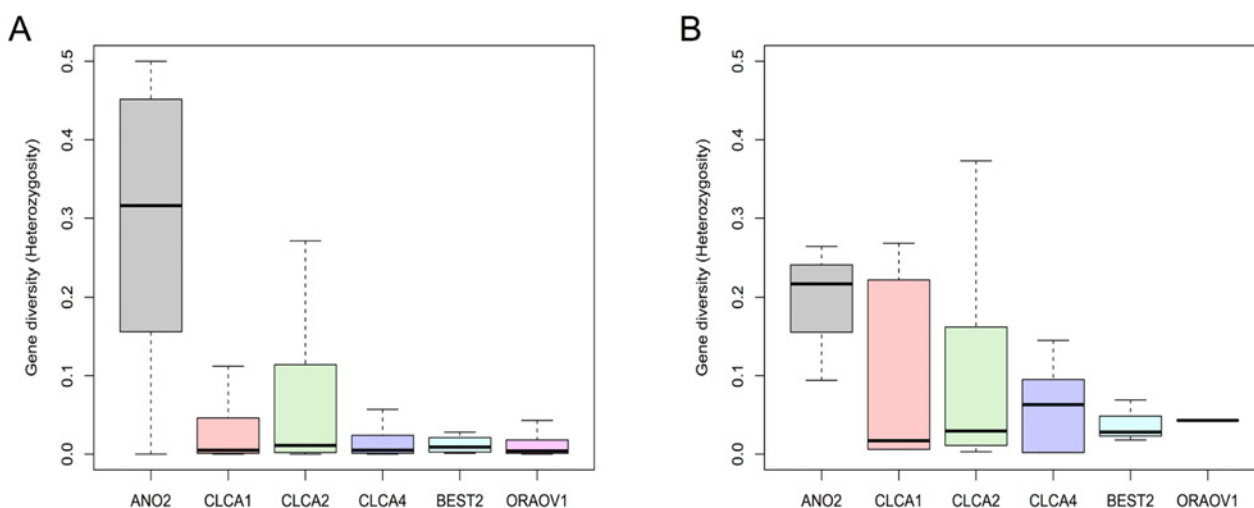 A
Gene diversity (Heterozygosity)
0.5
0.4
0.3
0.2
0.1
0.0
ANO2 CLCA1 CLCA2 CLCA4 BEST2 ORAOV1
B
Gene diversity (Heterozygosity)
0.5
0.4
0.3
0.2
0.1
0.0
ANO2 CLCA1 CLCA2 CLCA4 BEST2 ORAOV1